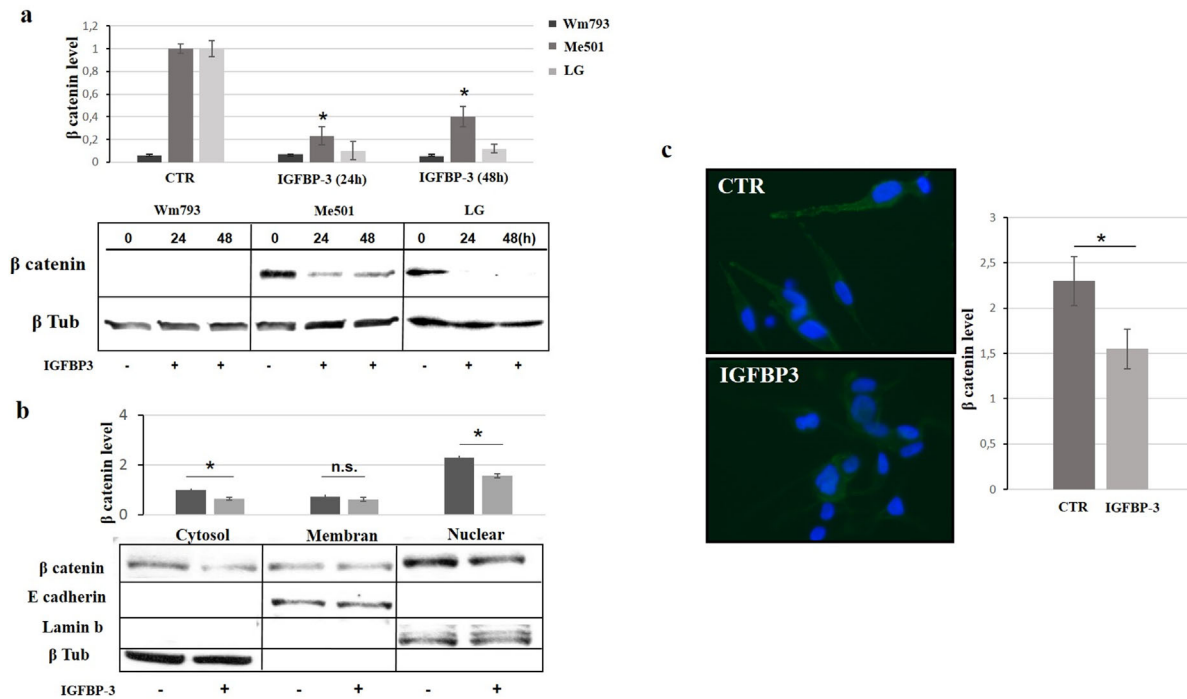 a
1,2
1
0,8
0,6
0,4
0,2
0
β catenin level
Wm793
Me501
LG
*
*
CTR
IGFBP-3 (24h)
IGFBP-3 (48h)
Wm793 Me501 LG
0 24 48 0 24 48 0 24 48(h)
β catenin
β Tub
IGFBP3 - + + - + + - + +
b
4
2
0
β catenin level
*
n.s.
*
Cytosol Membran Nuclear
β catenin
E cadherin
Lamin b
β Tub
IGFBP-3 - + - + - +
c
CTR
IGFBP3
3
2,5
2
1,5
1
0,5
0
β catenin level
*
CTR IGFBP-3